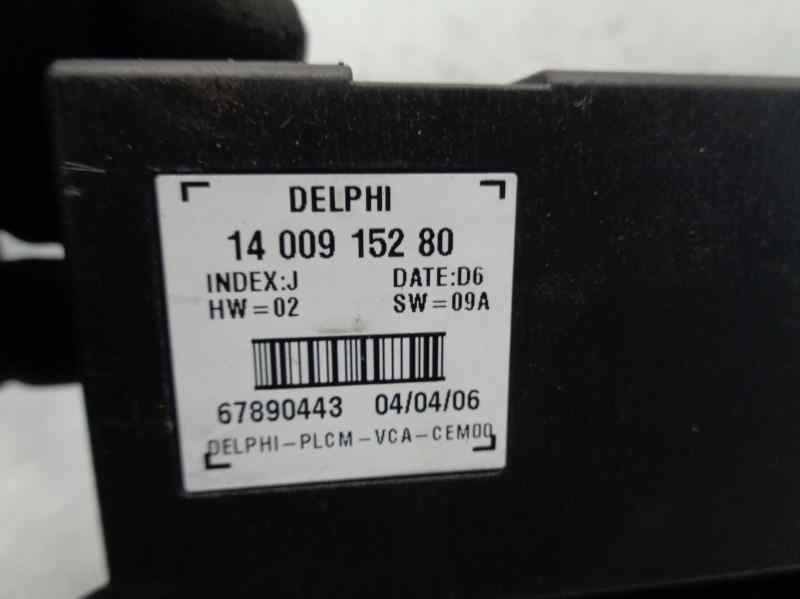 DELPHI
14 009 152 80
INDEX:J DATE:D6
HW=02 SW=09A
67890443 04/04/06
DELPHI-PLCM-VCA-CEM00